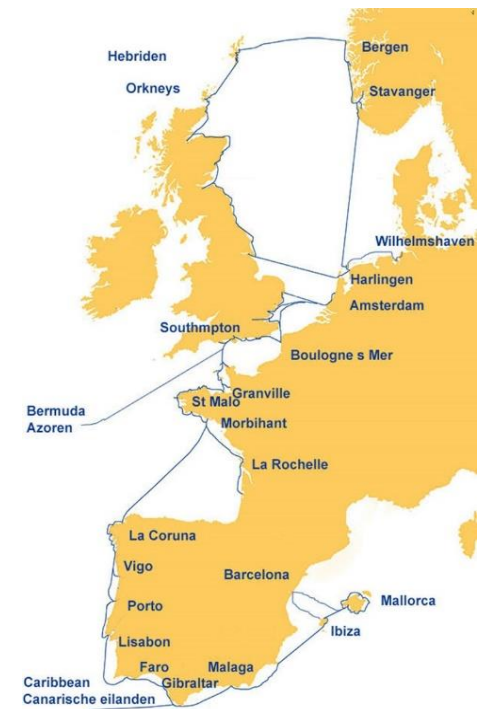 Hebriden
Bergen
Orkneys
Stavanger
Wilhelmshaven
Harlingen
Amsterdam
Southmpton
Boulogne s Mer
Granville
St Malo
Bermuda
Azoren
Morbihant
La Rochelle
La Coruna
Vigo
Barcelona
Mallorca
Porto
Ibiza
Lisabon
Faro
Malaga
Caribbean
Gibraltar
Canarische eilanden